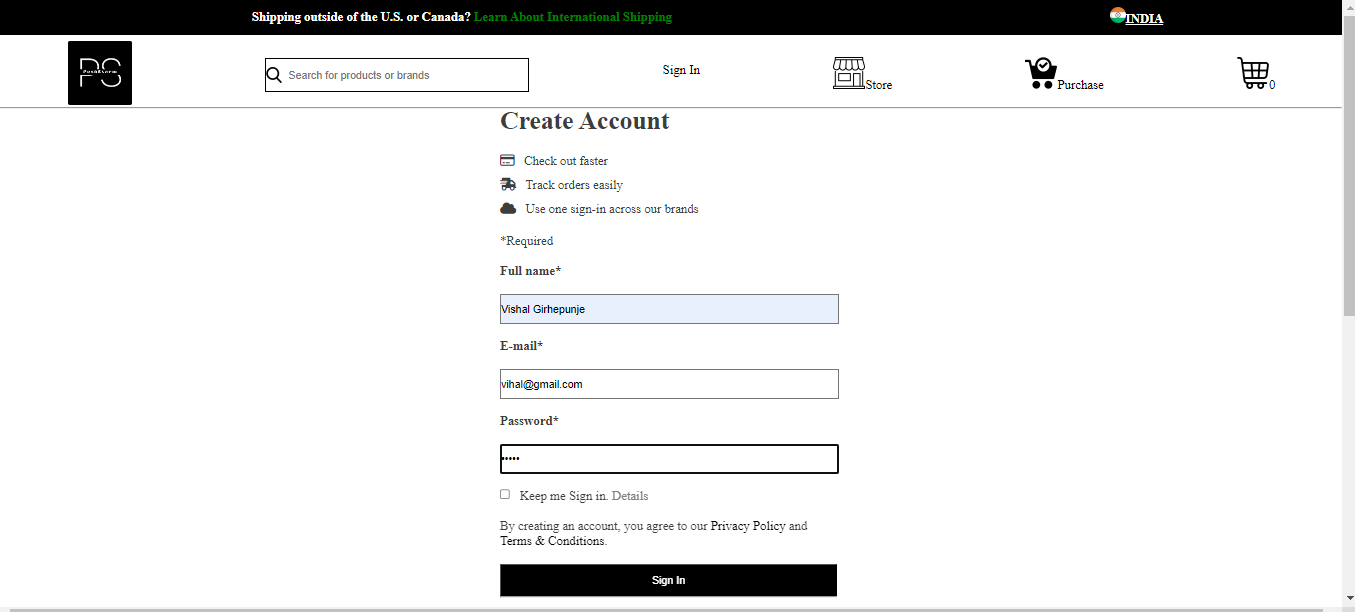 Shipping outside of the U.S. or Canada? Learn About International Shipping
INDIA
PS
Search for products or brands
Sign In
Store
Purchase
0
Create Account
Check out faster
Track orders easily
Use one sign-in across our brands
*Required
Full name*
Vishal Girhepunje
E-mail*
vihal@gmail.com
Password*
•••••
Keep me Sign in. Details
By creating an account, you agree to our Privacy Policy and
Terms & Conditions.
Sign In